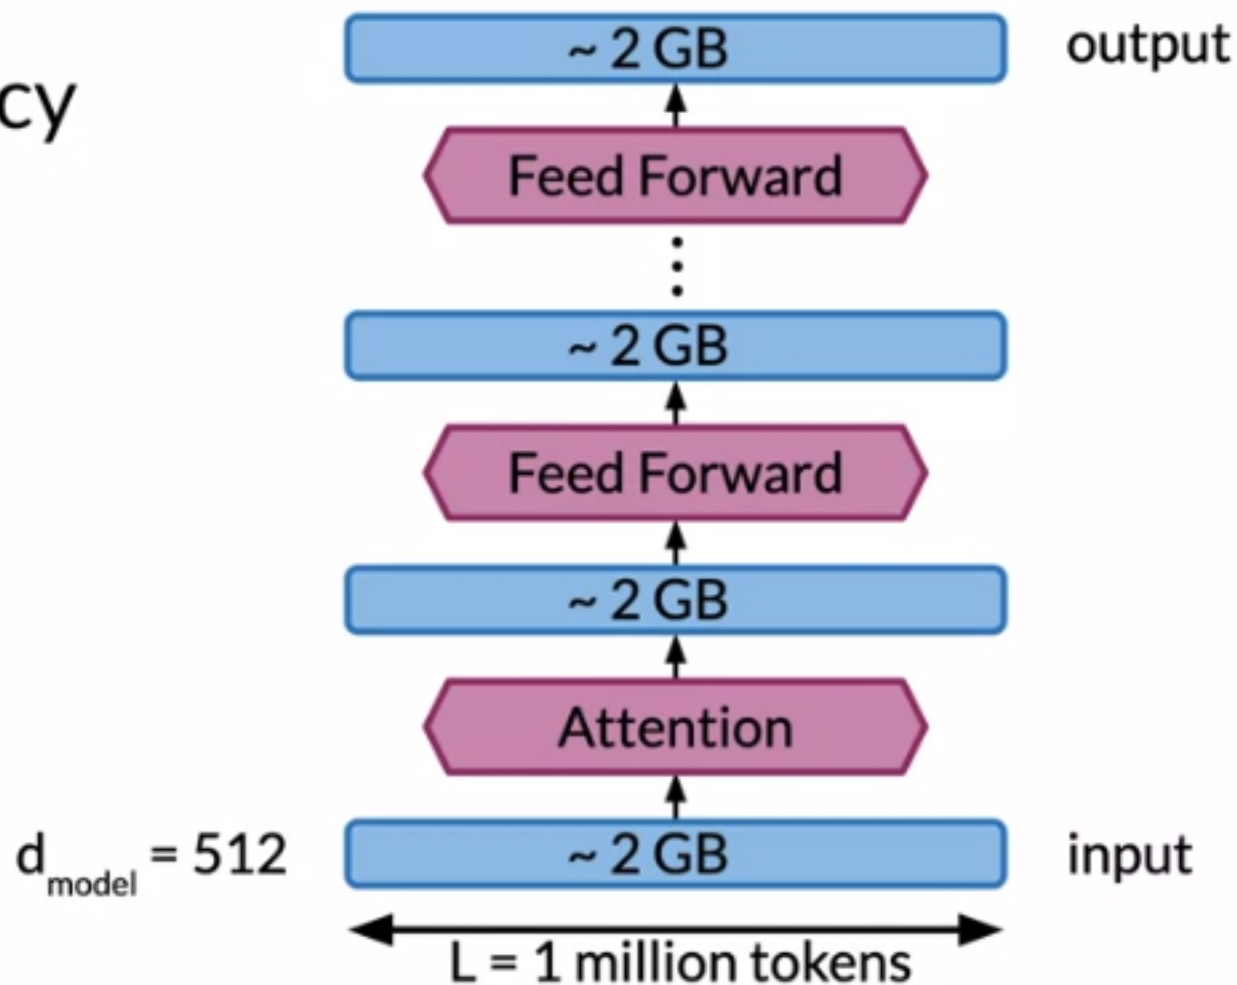 ~ 2 GB output
cy
Feed Forward
~ 2 GB
Feed Forward
~ 2 GB
Attention
d_model = 512 ~ 2 GB input
L = 1 million tokens